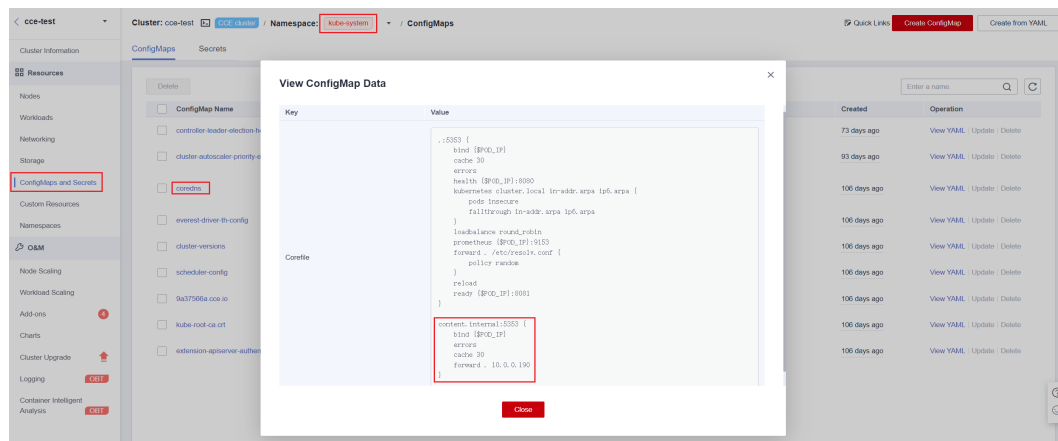 cce-test
Cluster: cce-test CCE cluster / Namespace: kube-system / ConfigMaps
Quick Links
Create ConfigMap
Create from YAML
Cluster Information
Resources
Nodes
Workloads
Networking
Storage
ConfigMaps and Secrets
Custom Resources
Namespaces
O&M
Node Scaling
Workload Scaling
Add-ons 4
Charts
Cluster Upgrade
Logging OBT
Container Intelligent
Analysis OBT
ConfigMaps Secrets
Delete
Enter a name.
ConfigMap Name
controller-leader-election-h
cluster-autoscaler-priority-e
coredns
everest-driver-th-config
cluster-versions
scheduler-config
9a37566a.cce.io
kube-root-ca.crt
extension-apiserver-authen
View ConfigMap Data
Key Value
Corefile
.:5353 {
bind {$POD_IP}
cache 30
errors
health {$POD_IP}:8080
kubernetes cluster.local in-addr.arpa ip6.arpa {
pods insecure
fallthrough in-addr.arpa ip6.arpa
}
loadbalance round_robin
prometheus {$POD_IP}:9153
forward . /etc/resolv.conf {
policy random
}
reload
ready {$POD_IP}:8081
}
content.internal:5353 {
bind {$POD_IP}
errors
cache 30
forward . 10.0.0.190
}
Close
Created Operation
73 days ago View YAML Update Delete
93 days ago View YAML Update Delete
106 days ago View YAML Update Delete
106 days ago View YAML Update Delete
106 days ago View YAML Update Delete
106 days ago View YAML Update Delete
106 days ago View YAML Update Delete
106 days ago View YAML Update Delete
106 days ago View YAML Update Delete